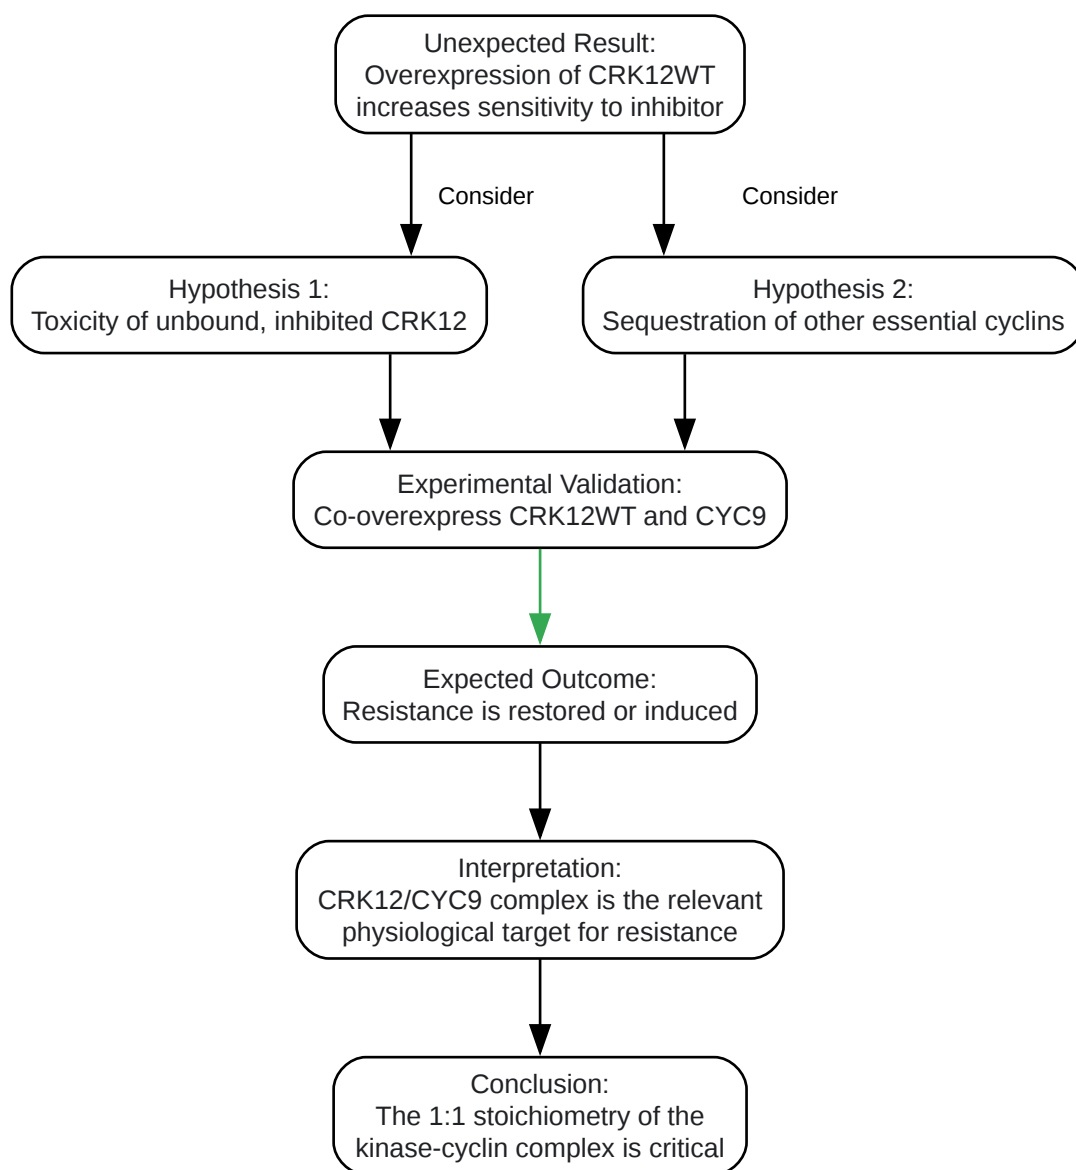 Unexpected Result:
Overexpression of CRK12WT
increases sensitivity to inhibitor
Consider
Consider
Hypothesis 1:
Toxicity of unbound, inhibited CRK12
Hypothesis 2:
Sequestration of other essential cyclins
Experimental Validation:
Co-overexpress CRK12WT and CYC9
Expected Outcome:
Resistance is restored or induced
Interpretation:
CRK12/CYC9 complex is the relevant
physiological target for resistance
Conclusion:
The 1:1 stoichiometry of the
kinase-cyclin complex is critical